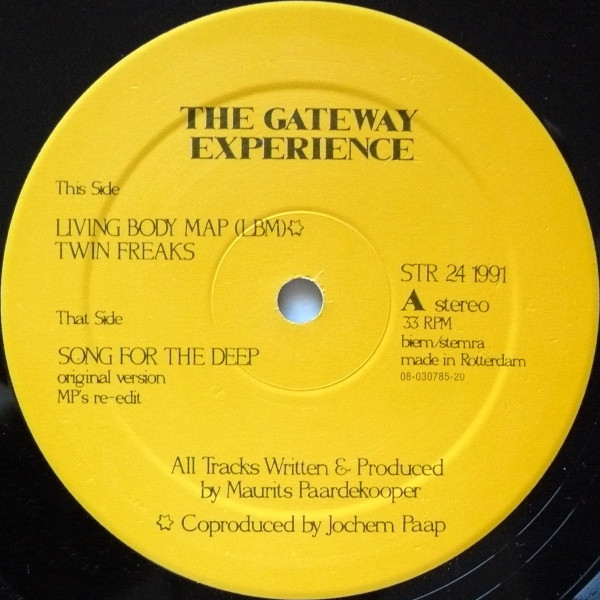 THE GATEWAY
EXPERIENCE
This Side
LIVING BODY MAP (LBM)✩
TWIN FREAKS
That Side
SONG FOR THE DEEP
original version
MP's re-edit
STR 24 1991
A stereo
33 RPM
biem/stemra
made in Rotterdam
08-030785-20
All Tracks Written & Produced
by Maurits Paardekooper
✩ Coproduced by Jochem Paap